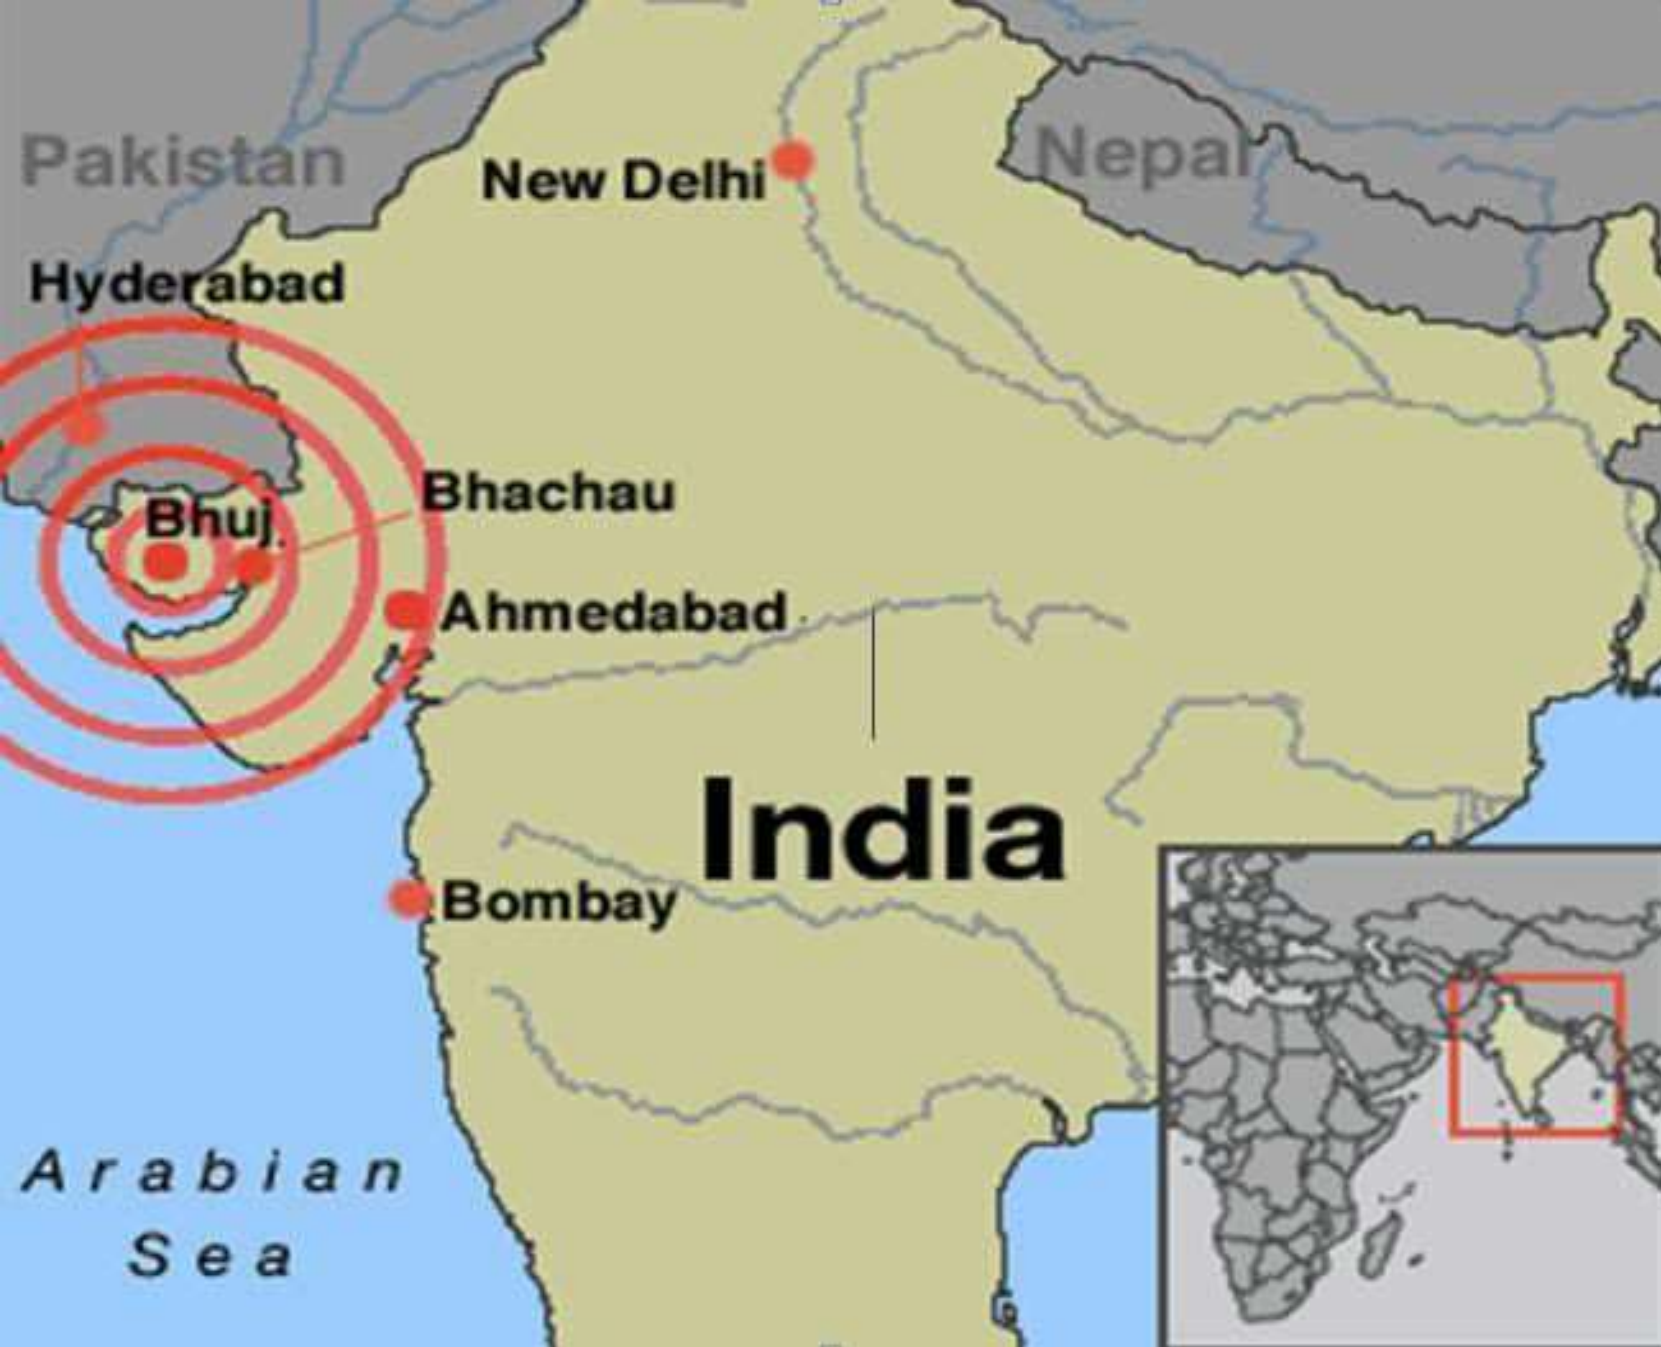 Pakistan
New Delhi
Nepal
Hyderabad
Bhachau
Bhuj
Ahmedabad
India
Bombay
Arabian
Sea